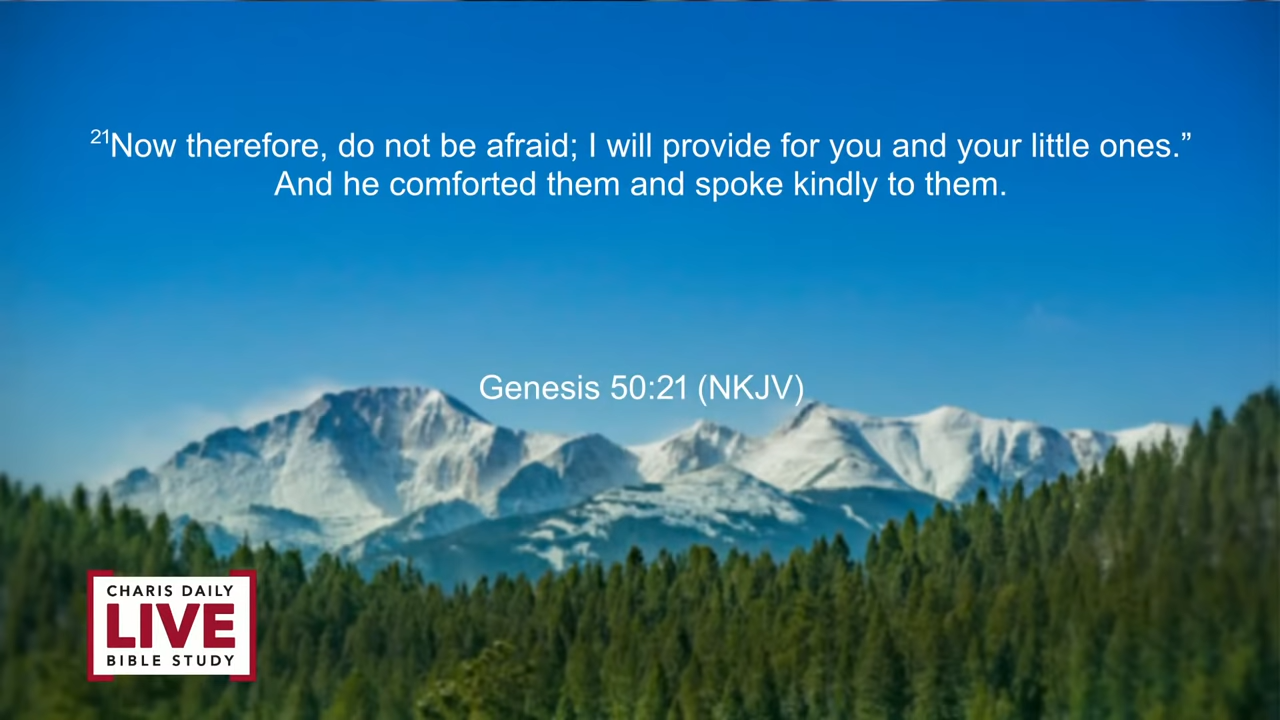 21Now therefore, do not be afraid; I will provide for you and your little ones.”
And he comforted them and spoke kindly to them.
Genesis 50:21 (NKJV)
CHARIS DAILY
LIVE
BIBLE STUDY